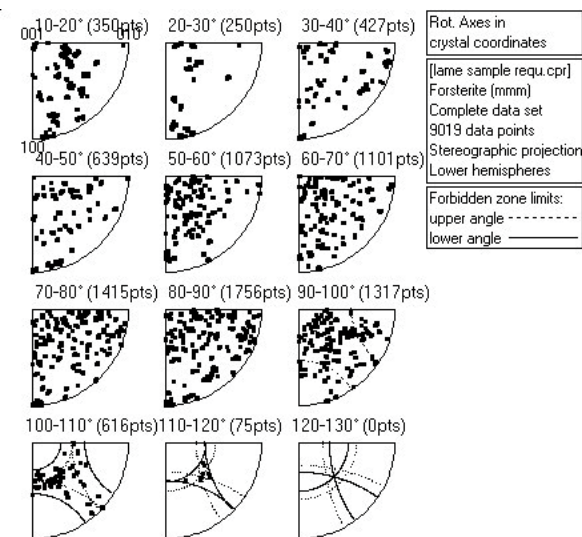 10-20° (350pts)
20-30° (250pts)
30-40° (427pts)
001
010
100
40-50° (639pts)
50-60° (1073pts)
60-70° (1101pts)
70-80° (1415pts)
80-90° (1756pts)
90-100° (1317pts)
100-110° (616pts)
110-120° (75pts)
120-130° (0pts)
Rot. Axes in
crystal coordinates
[lame sample requ.cpr]
Forsterite (mmm)
Complete data set
9019 data points
Stereographic projection
Lower hemispheres
Forbidden zone limits:
upper angle
lower angle